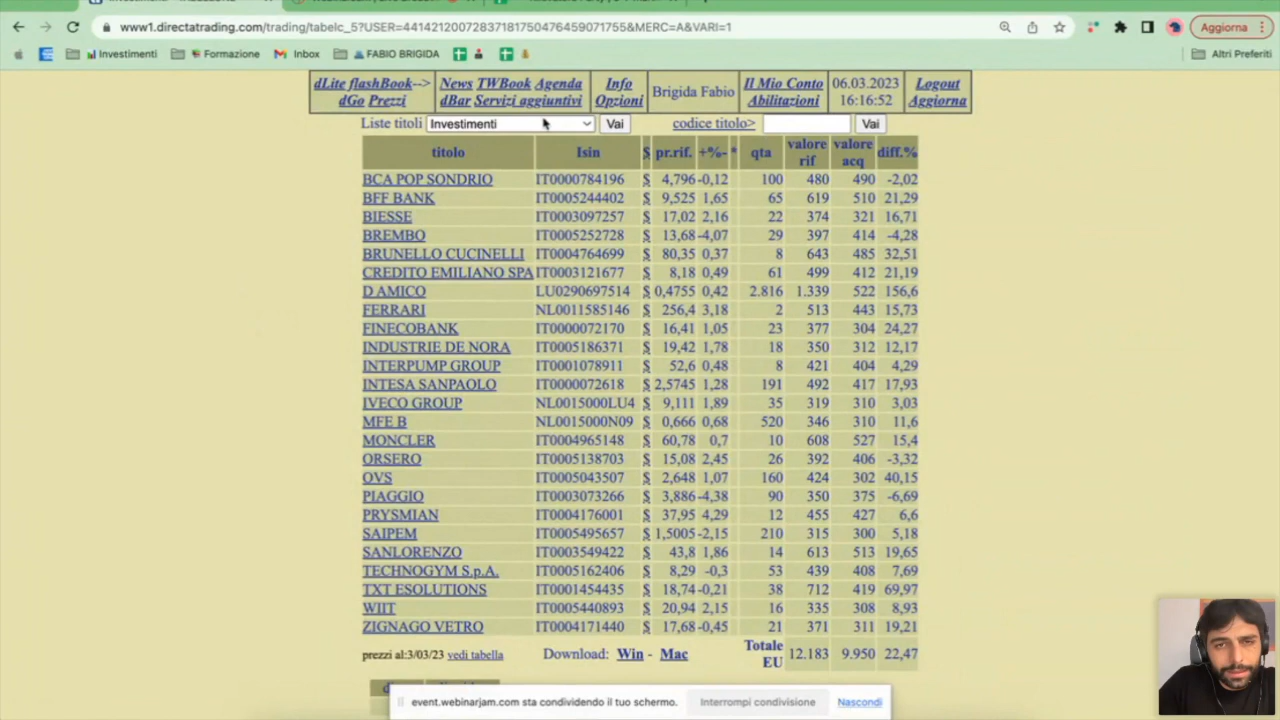 www1.directatrading.com/trading/tabelc_5?USER=441421200728371817504764590717­55&MERC=A&VARI=1
Aggiorna
Investimenti Formazione Inbox FABIO BRIGIDA Altri Preferiti
dLite flashBook--> News TWBook Agenda Info Brigida Fabio Il Mio Conto 06.03.2023 Logout
dGo Prezzi dBar Servizi aggiuntivi Opzioni Abilitazioni 16:16:52 Aggiorna
Liste titoli Investimenti Vai codice titolo> Vai
titolo Isin $ pr.rif. +%- * qta valore rif valore acq diff.%
BCA POP SONDRIO IT0000784196 $ 4,796 -0,12 100 480 490 -2,02
BFF BANK IT0005244402 $ 9,525 1,65 65 619 510 21,29
BIESSE IT0003097257 $ 17,02 2,16 22 374 321 16,71
BREMBO IT0005252728 $ 13,68 -4,07 29 397 414 -4,28
BRUNELLO CUCINELLI IT0004764699 $ 80,35 0,37 8 643 485 32,51
CREDITO EMILIANO SPA IT0003121677 $ 8,18 0,49 61 499 412 21,19
D AMICO LU0290697514 $ 0,4755 0,42 2.816 1.339 522 156,6
FERRARI NL0011585146 $ 256,4 3,18 2 513 443 15,73
FINECOBANK IT0000072170 $ 16,41 1,05 23 377 304 24,27
INDUSTRIE DE NORA IT0005186371 $ 19,42 1,78 18 350 312 12,17
INTERPUMP GROUP IT0001078911 $ 52,6 0,48 8 421 404 4,29
INTESA SANPAOLO IT0000072618 $ 2,5745 1,28 191 492 417 17,93
IVECO GROUP NL0015000LU4 $ 9,111 1,89 35 319 310 3,03
MFE B NL0015000N09 $ 0,666 0,68 520 346 310 11,6
MONCLER IT0004965148 $ 60,78 0,7 10 608 527 15,4
ORSERO IT0005138703 $ 15,08 2,45 26 392 406 -3,32
OVS IT0005043507 $ 2,648 1,07 160 424 302 40,15
PIAGGIO IT0003073266 $ 3,886 -4,38 90 350 375 -6,69
PRYSMIAN IT0004176001 $ 37,95 4,29 12 455 427 6,6
SAIPEM IT0005495657 $ 1,5005 -2,15 210 315 300 5,18
SANLORENZO IT0003549422 $ 43,8 1,86 14 613 513 19,65
TECHNOGYM S.p.A. IT0005162406 $ 8,29 -0,3 53 439 408 7,69
TXT ESOLUTIONS IT0001454435 $ 18,74 -0,21 38 712 419 69,97
WIIT IT0005440893 $ 20,94 2,15 16 335 308 8,93
ZIGNAGO VETRO IT0004171440 $ 17,68 -0,45 21 371 311 19,21
prezzi al:3/03/23 vedi tabella Download: Win - Mac Totale EU 12.183 9.950 22,47
event.webinarjam.com sta condividendo il tuo schermo. Interrompi condivisione Nascondi